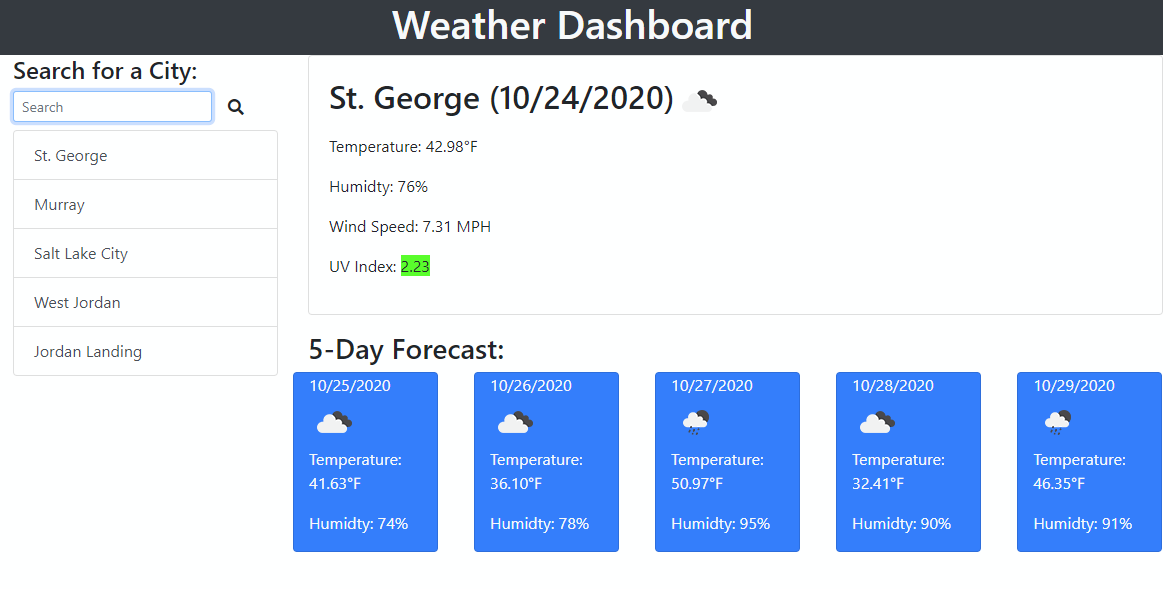 Weather Dashboard
Search for a City:
Search
St. George
Murray
Salt Lake City
West Jordan
Jordan Landing
St. George (10/24/2020)
Temperature: 42.98°F
Humidty: 76%
Wind Speed: 7.31 MPH
UV Index: 2.23
5-Day Forecast:
10/25/2020
Temperature:
41.63°F
Humidty: 74%
10/26/2020
Temperature:
36.10°F
Humidty: 78%
10/27/2020
Temperature:
50.97°F
Humidty: 95%
10/28/2020
Temperature:
32.41°F
Humidty: 90%
10/29/2020
Temperature:
46.35°F
Humidty: 91%